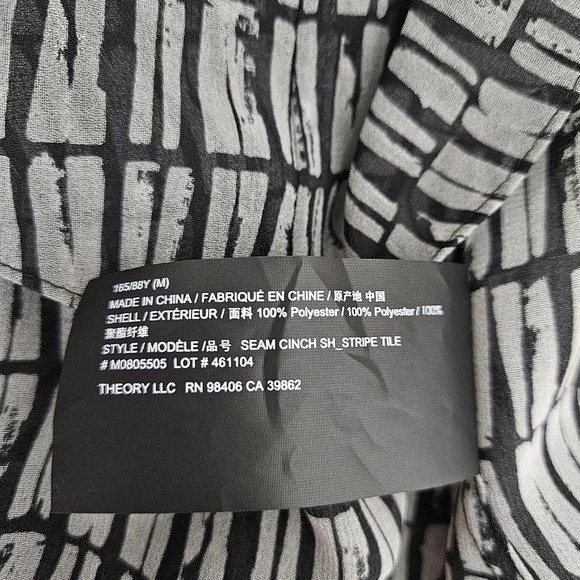 165/88Y (M)
MADE IN CHINA / FABRIQUÉ EN CHINE / 原产地 中国
SHELL / EXTÉRIEUR / 面料 100% Polyester / 100% Polyester / 100%
聚酯纤维
STYLE / MODÈLE /品号 SEAM CINCH SH_STRIPE TILE
# M0805505 LOT # 461104
THEORY LLC RN 98406 CA 39862